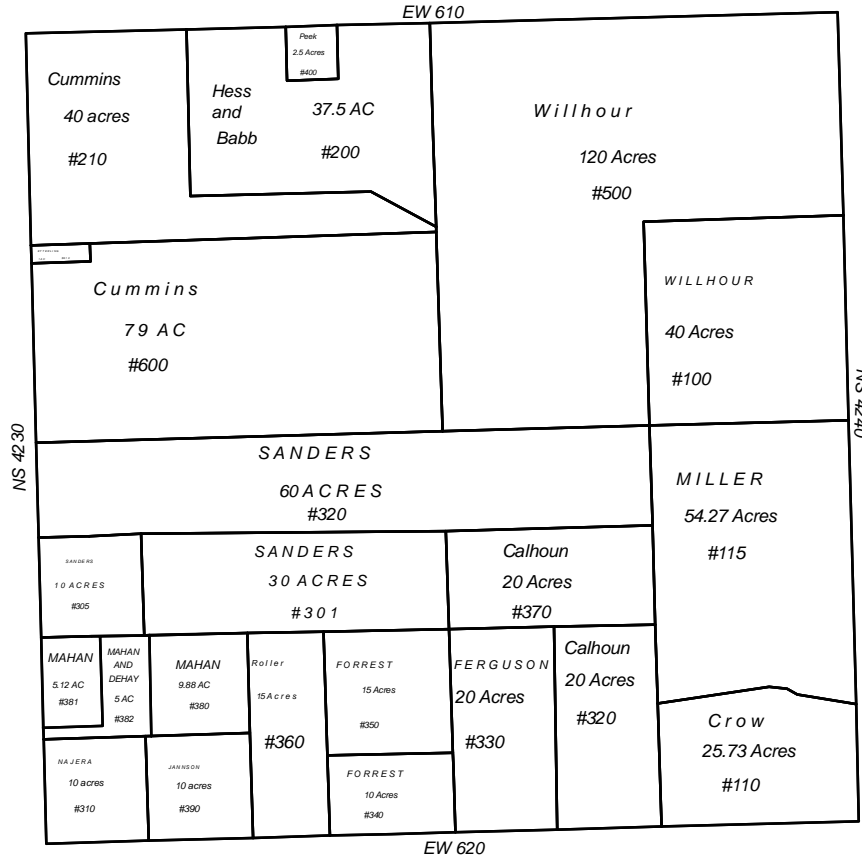 EW 610
Peek
2.5 Acres
#400
Cummins
40 acres
#210
Hess
and
Babb
37.5 AC
#200
Willhour
120 Acres
#500
WILLHOUR
40 Acres
#100
Cummins
79 AC
#600
NS 4230
NS 4240
SANDERS
60 ACRES
#320
MILLER
54.27 Acres
#115
SANDERS
10 ACRES
#305
SANDERS
30 ACRES
#301
Calhoun
20 Acres
#370
MAHAN
5.12 AC
#381
MAHAN
AND
DEHAY
5 AC
#382
MAHAN
9.88 AC
#380
Roller
15 Acres
#360
FORREST
15 Acres
#350
FERGUSON
20 Acres
#330
Calhoun
20 Acres
#320
Crow
25.73 Acres
#110
NAJERA
10 acres
#310
JANNSON
10 acres
#390
FORREST
10 Acres
#340
EW 620